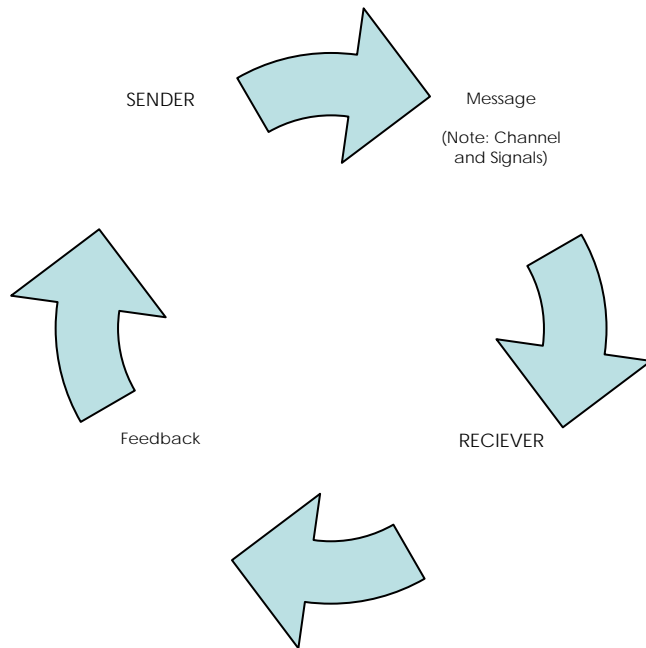 SENDER
Message
(Note: Channel
and Signals)
RECIEVER
Feedback